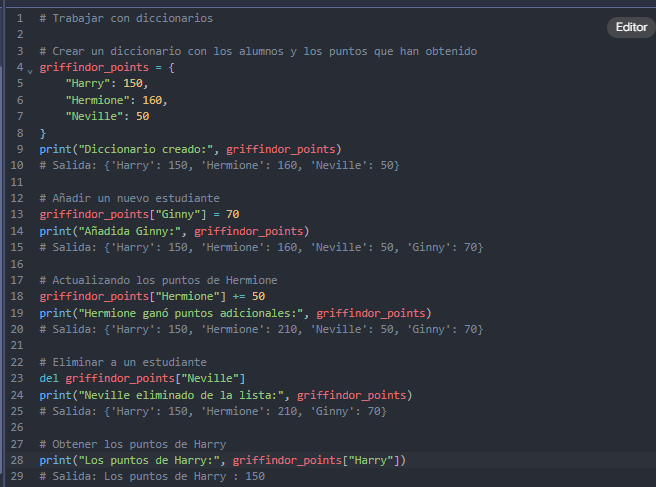 Editor
1 # Trabajar con diccionarios
2
3 # Crear un diccionario con los alumnos y los puntos que han obtenido
4 griffindor_points = {
5     "Harry": 150,
6     "Hermione": 160,
7     "Neville": 50
8 }
9 print("Diccionario creado:", griffindor_points)
10 # Salida: {'Harry': 150, 'Hermione': 160, 'Neville': 50}
11
12 # Añadir un nuevo estudiante
13 griffindor_points["Ginny"] = 70
14 print("Añadida Ginny:", griffindor_points)
15 # Salida: {'Harry': 150, 'Hermione': 160, 'Neville': 50, 'Ginny': 70}
16
17 # Actualizando los puntos de Hermione
18 griffindor_points["Hermione"] += 50
19 print("Hermione ganó puntos adicionales:", griffindor_points)
20 # Salida: {'Harry': 150, 'Hermione': 210, 'Neville': 50, 'Ginny': 70}
21
22 # Eliminar a un estudiante
23 del griffindor_points["Neville"]
24 print("Neville eliminado de la lista:", griffindor_points)
25 # Salida: {'Harry': 150, 'Hermione': 210, 'Ginny': 70}
26
27 # Obtener los puntos de Harry
28 print("Los puntos de Harry:", griffindor_points["Harry"])
29 # Salida: Los puntos de Harry : 150